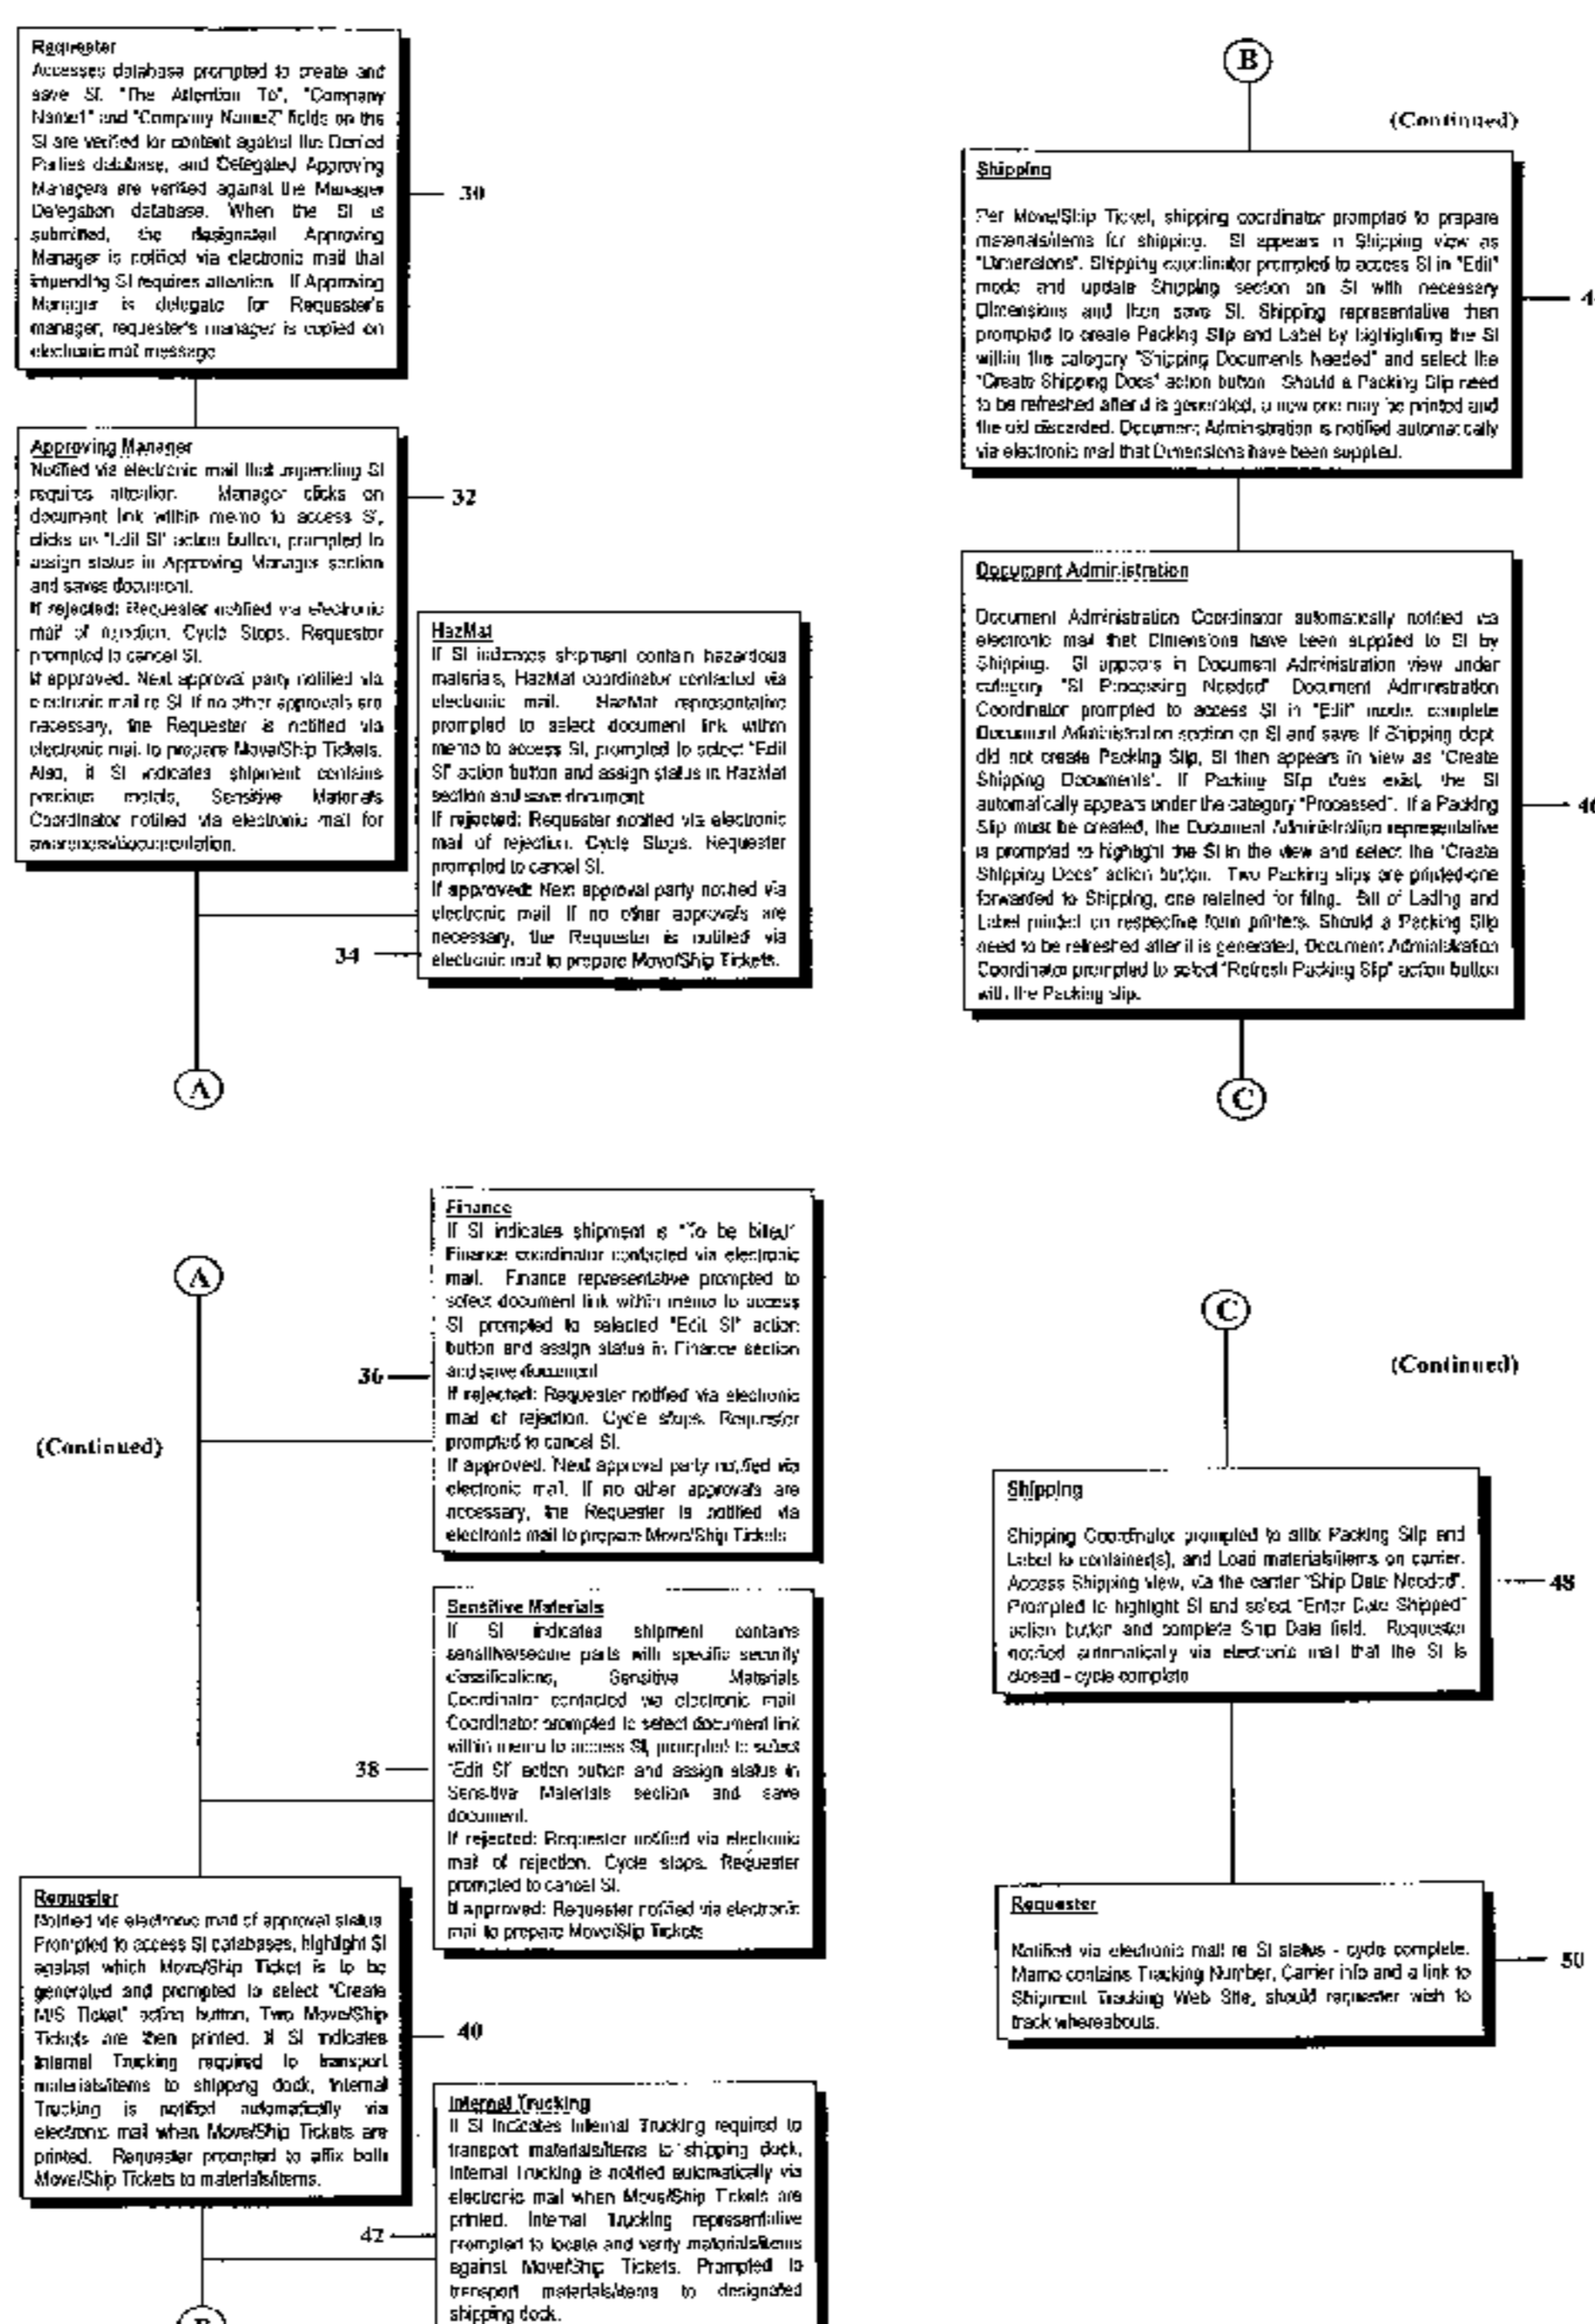 Requester
Accesses database prompted to create and
save SI. "The Attention To", "Company
Name1" and "Company Name2" fields on the
SI are verified for content against the Denied
Parties database, and Delegated Approving
Managers are verified against the Manager
Delegation database. When the SI is
submitted, the designated Approving
Manager is notified via electronic mail that
impending SI requires attention. If Approving
Manager is delegate for Requester's
manager, requester's manager is copied on
electronic mail message
30
Approving Manager
Notified via electronic mail that impending SI
requires attention. Manager clicks on
document link within memo to access SI,
clicks on "Edit SI" action button, prompted to
assign status in Approving Manager section
and saves document.
If rejected: Requester notified via electronic
mail of rejection. Cycle Stops. Requestor
prompted to cancel SI.
If approved. Next approval party notified via
electronic mail re SI. If no other approvals are
necessary, the Requester is notified via
electronic mail to prepare Move/Ship Tickets.
Also, if SI indicates shipment contains
precious metals, Sensitive Materials
Coordinator notified via electronic mail for
awareness/documentation.
32
HazMat
If SI indicates shipment contain hazardous
materials, HazMat coordinator contacted via
electronic mail. HazMat representative
prompted to select document link within
memo to access SI, prompted to select "Edit
SI" action button and assign status in HazMat
section and save document
If rejected: Requester notified via electronic
mail of rejection. Cycle Stops. Requester
prompted to cancel SI.
If approved: Next approval party notified via
electronic mail. If no other approvals are
necessary, the Requester is notified via
electronic mail to prepare Move/Ship Tickets.
34
A
A
(Continued)
Finance
If SI indicates shipment is "To be billed"
Finance coordinator contacted via electronic
mail. Finance representative prompted to
select document link within memo to access
SI prompted to selected "Edit SI" action
button and assign status in Finance section
and save document
If rejected: Requester notified via electronic
mail of rejection. Cycle stops. Requestor
prompted to cancel SI.
If approved. Next approval party notified via
electronic mail. If no other approvals are
necessary, the Requester is notified via
electronic mail to prepare Move/Ship Tickets
36
Sensitive Materials
If SI indicates shipment contains
sensitive/secure parts with specific security
classifications, Sensitive Materials
Coordinator contacted via electronic mail.
Coordinator prompted to select document link
within memo to access SI, prompted to select
"Edit SI" action button and assign status in
Sensitive Materials section and save
document.
If rejected: Requester notified via electronic
mail of rejection. Cycle stops. Requester
prompted to cancel SI.
If approved: Requester notified via electronic
mail to prepare Move/Slip Tickets
38
Requester
Notified via electronic mail of approval status.
Prompted to access SI databases, highlight SI
against which Move/Ship Ticket is to be
generated and prompted to select "Create
M/S Ticket" acting button, Two Move/Ship
Tickets are then printed. If SI indicates
Internal Trucking required to transport
materials/items to shipping dock, Internal
Trucking is notified automatically via
electronic mail when Move/Ship Tickets are
printed. Requester prompted to affix both
Move/Ship Tickets to materials/items.
40
Internal Trucking
If SI indicates Internal Trucking required to
transport materials/items to shipping dock,
Internal Trucking is notified automatically via
electronic mail when Move/Ship Tickets are
printed. Internal Trucking representative
prompted to locate and verify materials/items
against Move/Ship Tickets. Prompted to
transport materials/items to designated
shipping dock.
42
B
(Continued)
Shipping
Per Move/Ship Ticket, shipping coordinator prompted to prepare
materials/items for shipping. SI appears in Shipping view as
"Dimensions". Shipping coordinator prompted to access SI in "Edit"
mode and update Shipping section on SI with necessary
Dimensions and then save SI. Shipping representative then
prompted to create Packing Slip and Label by highlighting the SI
within the category "Shipping Documents Needed" and select the
"Create Shipping Docs" action button. Should a Packing Slip need
to be refreshed after it is generated, a new one may be printed and
the old discarded. Document Administration is notified automatically
via electronic mail that Dimensions have been supplied.
Document Administration
Document Administration Coordinator automatically notified via
electronic mail that Dimensions have been supplied to SI by
Shipping. SI appears in Document Administration view under
category "SI Processing Needed" Document Administration
Coordinator prompted to access SI in "Edit" mode, complete
Document Administration section on SI and save. If Shipping dept.
did not create Packing Slip, SI then appears in view as "Create
Shipping Documents". If Packing Slip does exist, the SI
automatically appears under the category "Processed". If a Packing
Slip must be created, the Document Administration representative
is prompted to highlight the SI in the view and select the "Create
Shipping Docs" action button. Two Packing slips are printed-one
forwarded to Shipping, one retained for filing. Bill of Lading and
Label printed on respective form printers. Should a Packing Slip
need to be refreshed after it is generated, Document Administration
Coordinator prompted to select "Refresh Packing Slip" action button
with the Packing slip.
C
C
(Continued)
Shipping
Shipping Coordinator prompted to affix Packing Slip and
Label to container(s), and Load materials/items on carrier.
Access Shipping view, via the carrier "Ship Date Needed".
Prompted to highlight SI and select "Enter Date Shipped"
action button and complete Ship Date field. Requester
notified automatically via electronic mail that the SI is
closed - cycle complete
48
Requester
Notified via electronic mail re SI status - cycle complete.
Memo contains Tracking Number, Carrier info and a link to
Shipment Tracking Web Site, should requester wish to
track whereabouts.
50